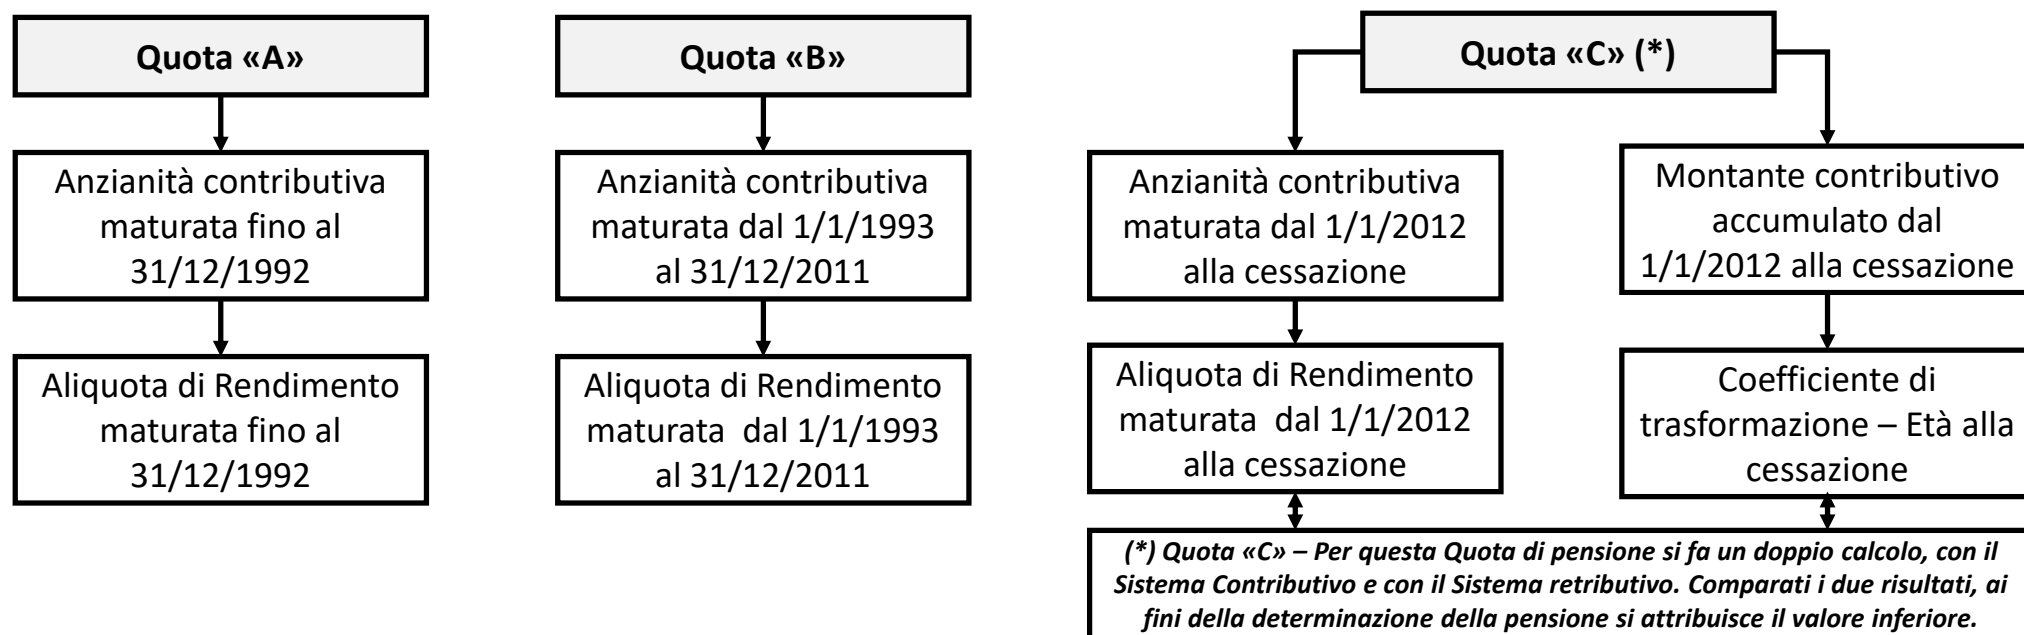 Quota «A»
Anzianità contributiva
maturata fino al
31/12/1992
Aliquota di Rendimento
maturata fino al
31/12/1992
Quota «B»
Anzianità contributiva
maturata dal 1/1/1993
al 31/12/2011
Aliquota di Rendimento
maturata  dal 1/1/1993
al 31/12/2011
Quota «C» (*)
Anzianità contributiva
maturata dal 1/1/2012
alla cessazione
Aliquota di Rendimento
maturata  dal 1/1/2012
alla cessazione
Montante contributivo
accumulato dal
1/1/2012 alla cessazione
Coefficiente di
trasformazione – Età alla
cessazione
(*) Quota «C» – Per questa Quota di pensione si fa un doppio calcolo, con il
Sistema Contributivo e con il Sistema retributivo. Comparati i due risultati, ai
fini della determinazione della pensione si attribuisce il valore inferiore.